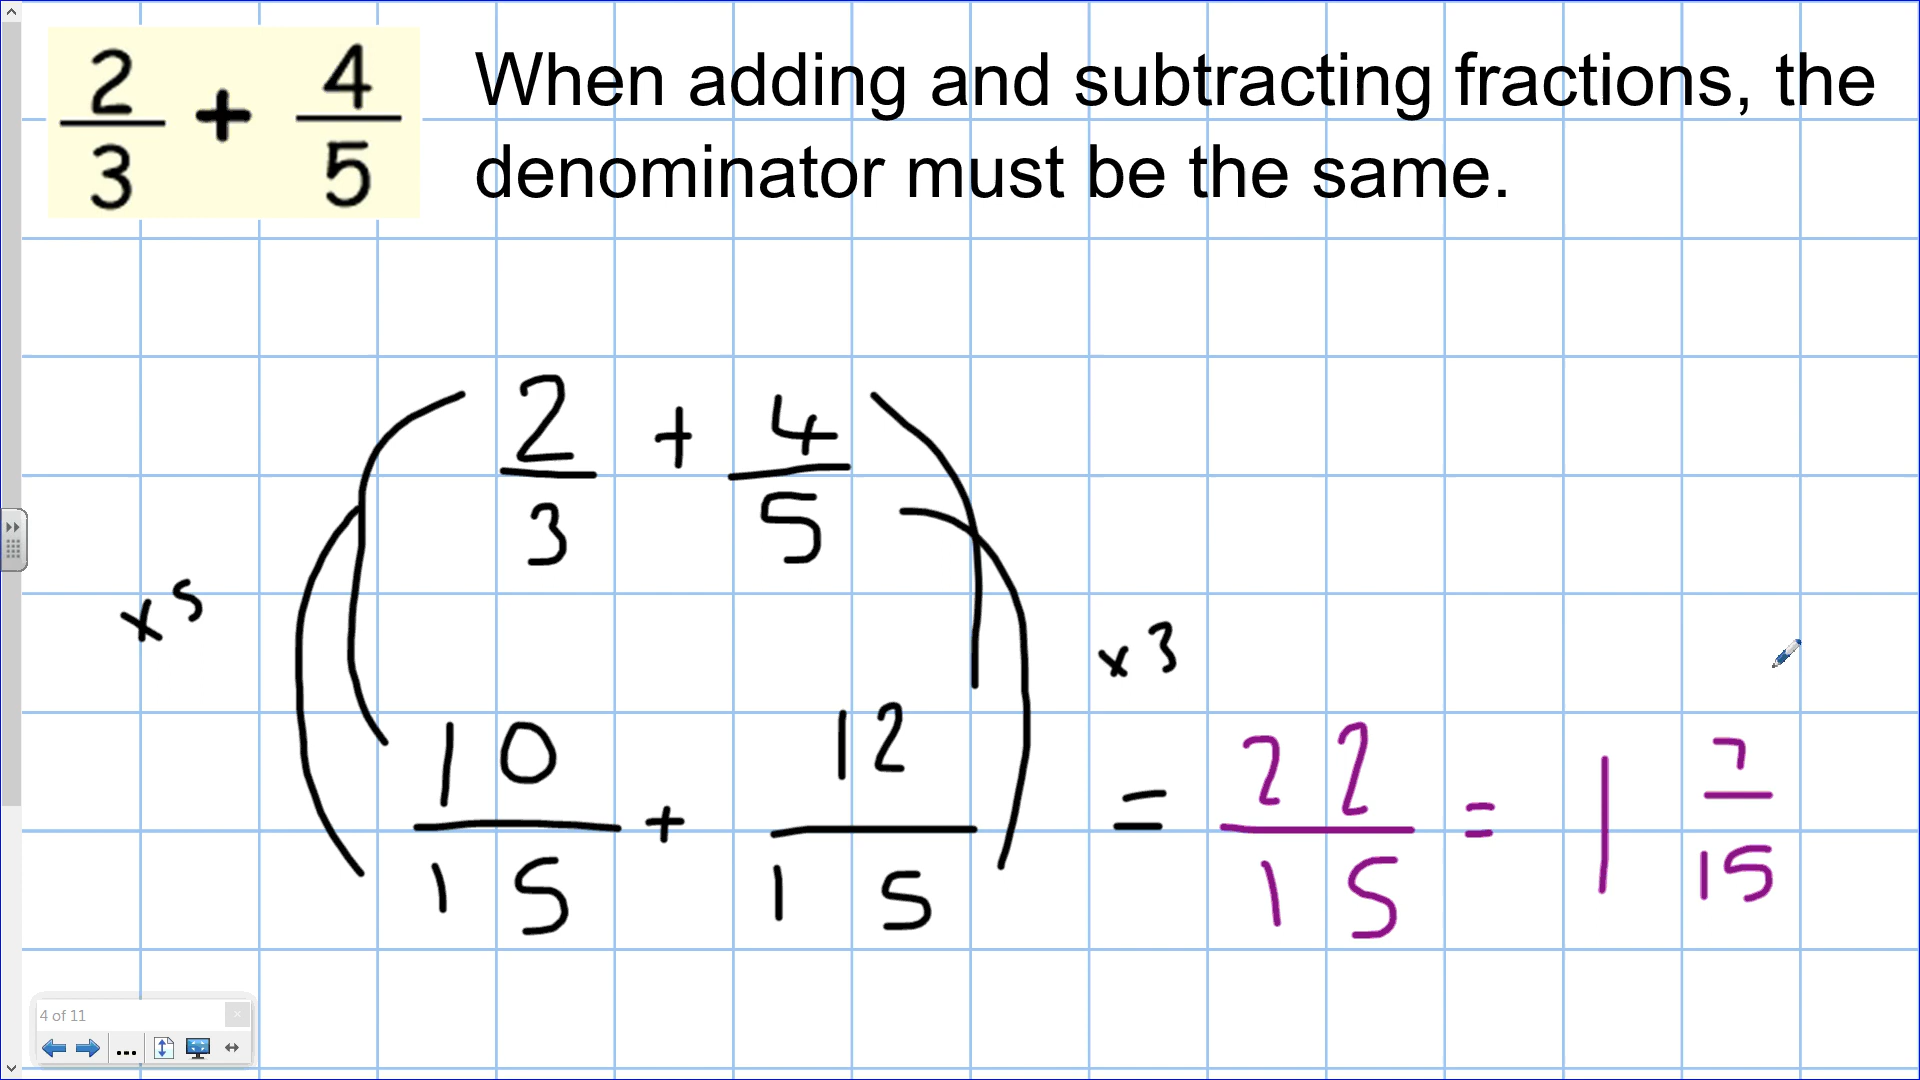 2/3 + 4/5
When adding and subtracting fractions, the
denominator must be the same.
2/3 + 4/5
x5
x3
10/15 + 12/15 = 22/15 = 1 7/15
4 of 11
...